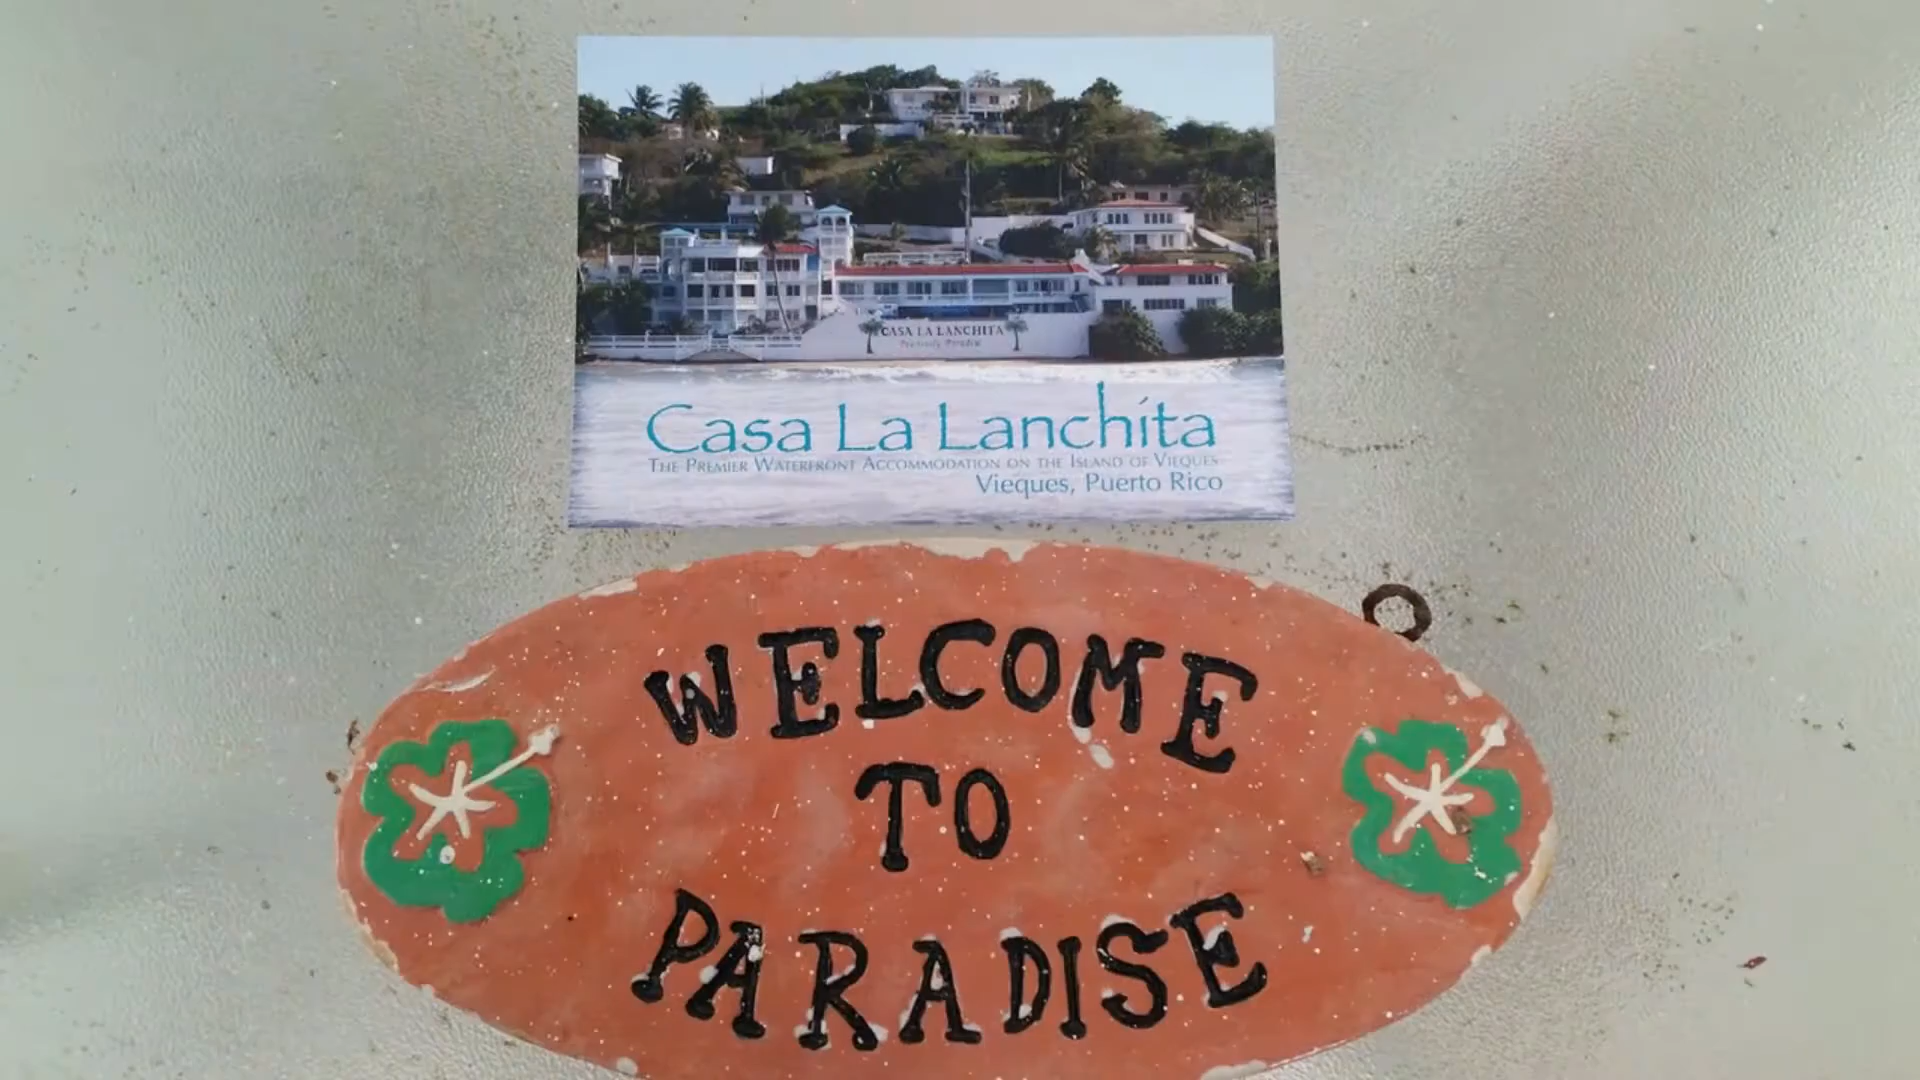 CASA LA LANCHITA
Casa La Lanchita
THE PREMIER WATERFRONT ACCOMMODATION ON THE ISLAND OF VIEQUES
Vieques, Puerto Rico
WELCOME
TO
PARADISE